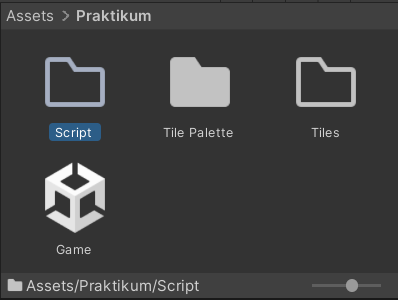 Assets > Praktikum
Script
Tile Palette
Tiles
Game
Assets/Praktikum/Script